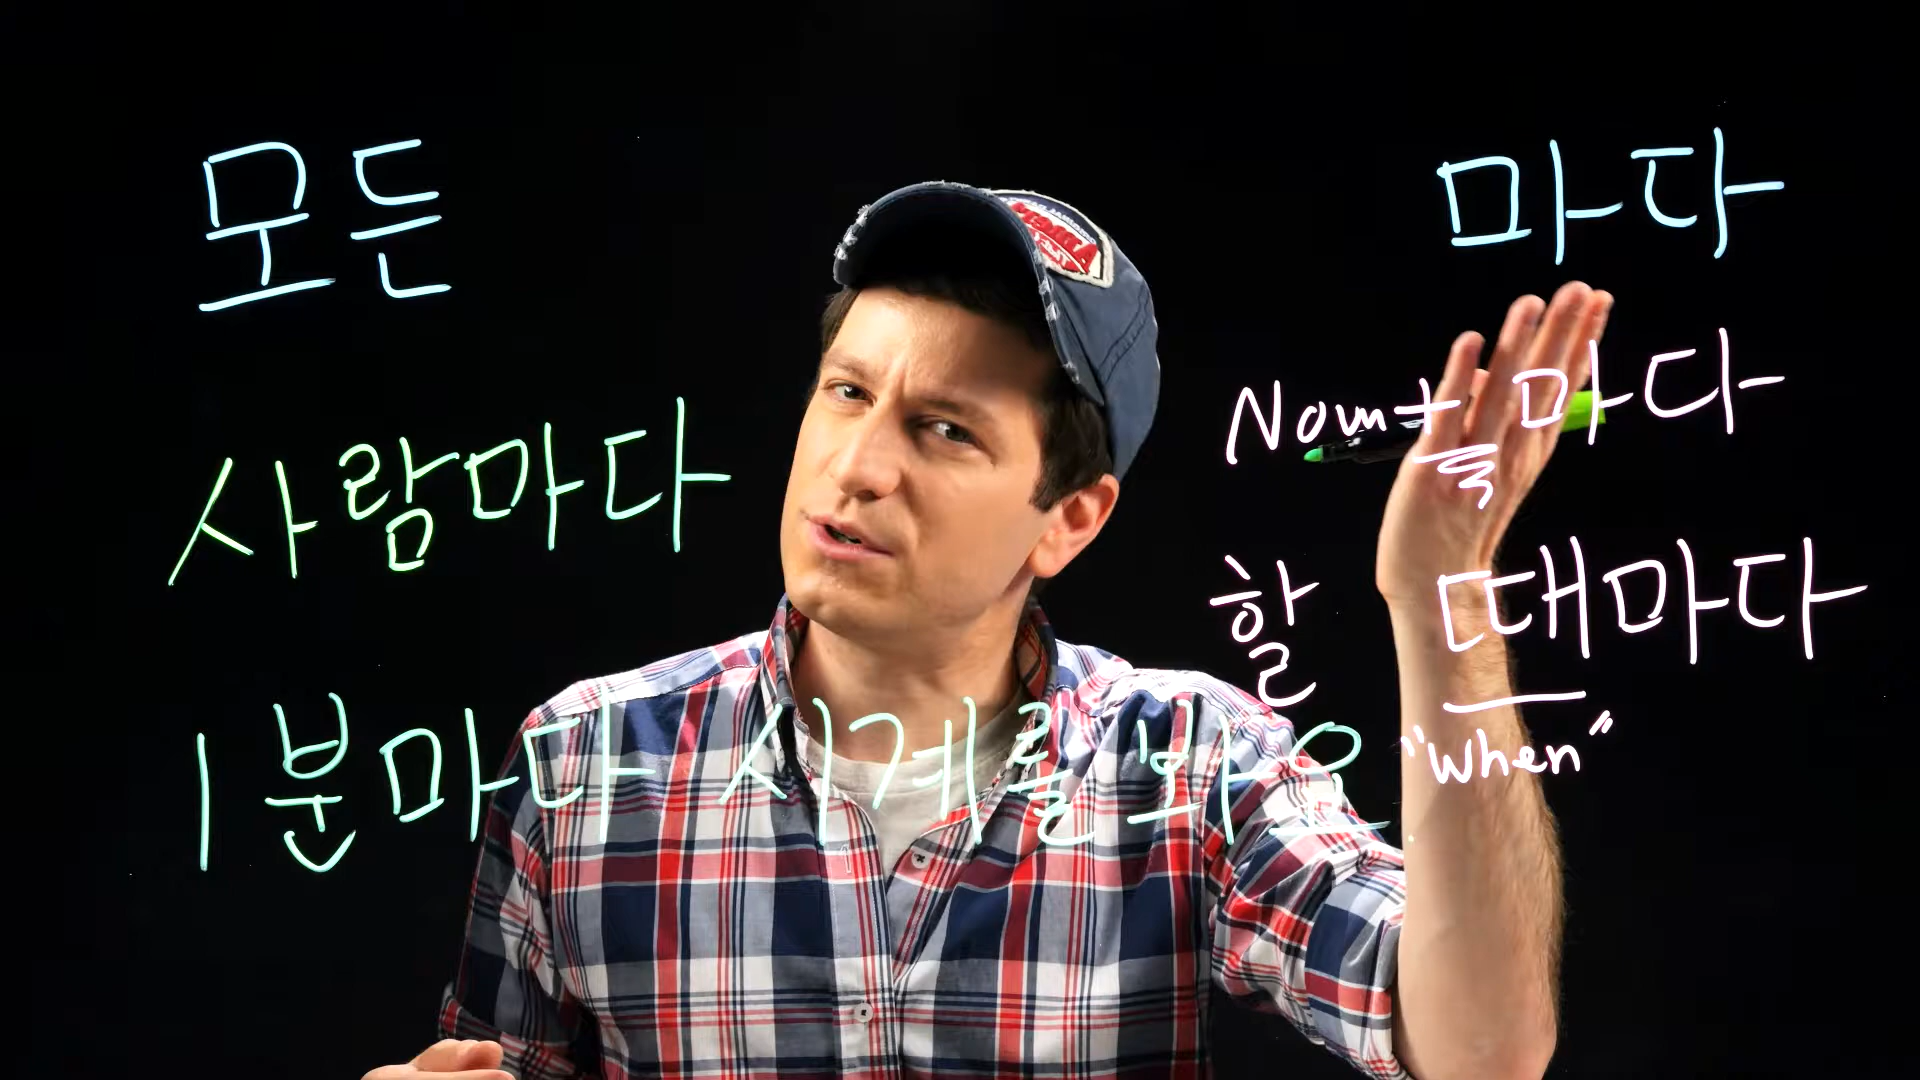 모든
마다
사람마다
Noun + 마다
할 때마다
"when"
1분마다 시계를 봐요.